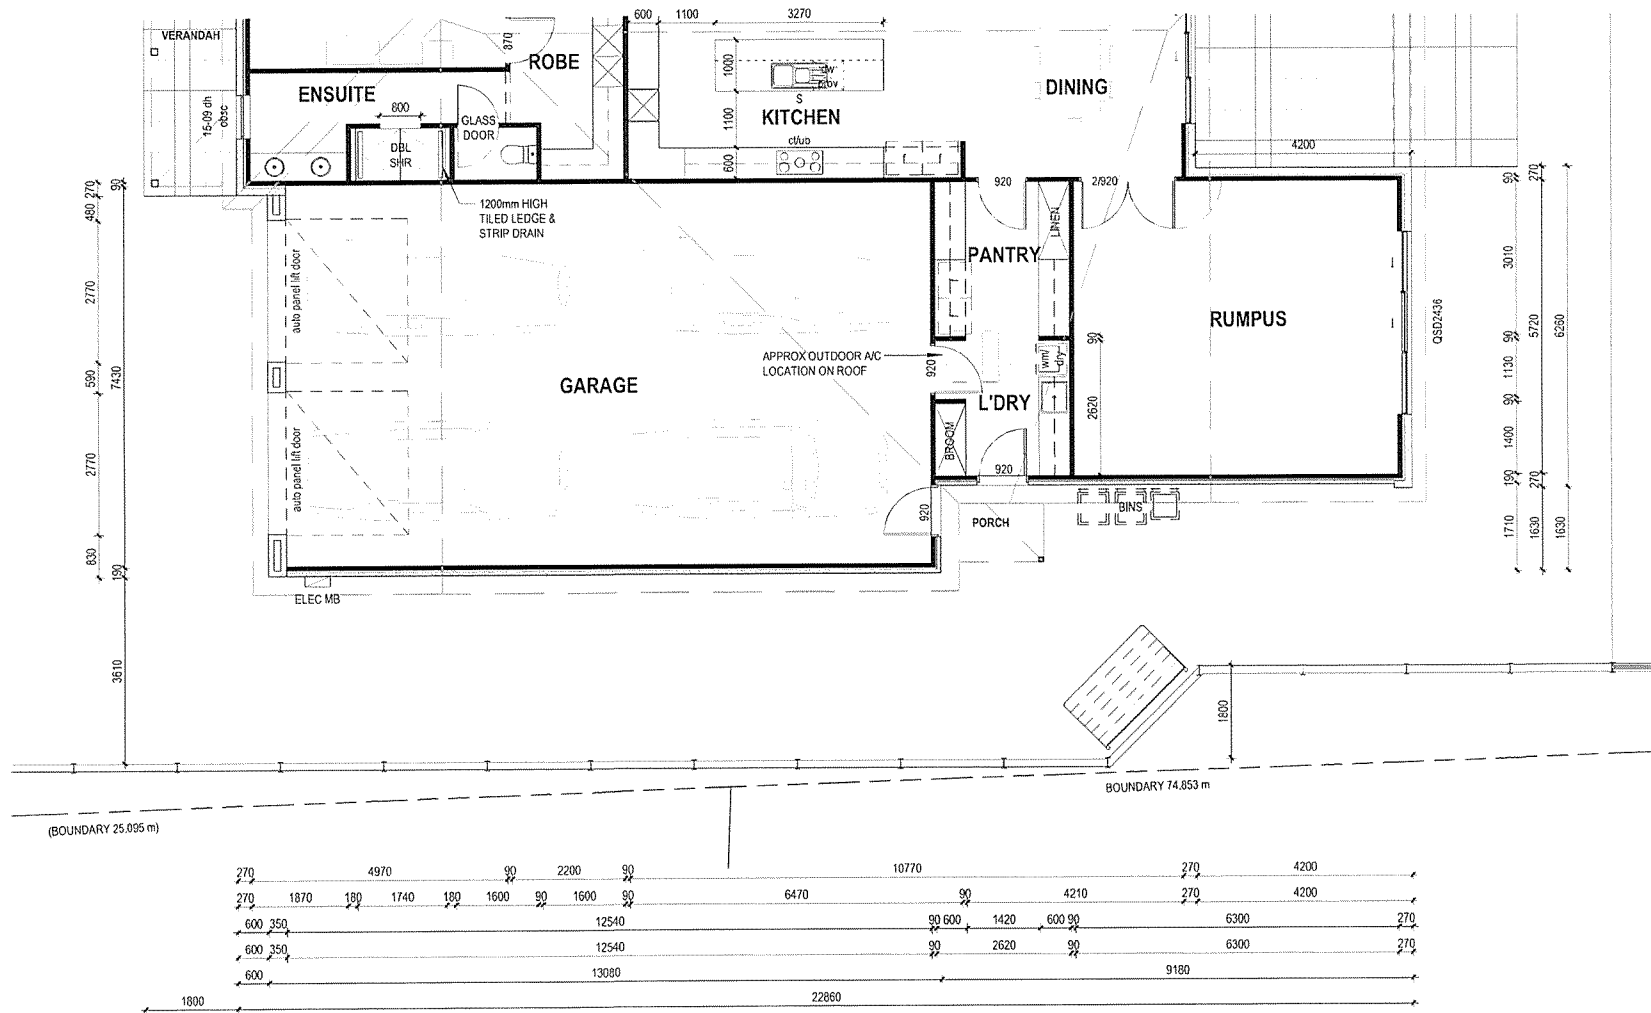 600 1100 3270
VERANDAH
870
ROBE
1000
dw
prov
DINING
ENSUITE
800
S
15-09 dh
obsc
GLASS
DOOR
KITCHEN
1100
ct/ub
DBL
SHR
600
4200
270 90
920
2/920
90 270
480
1200mm HIGH
TILED LEDGE &
STRIP DRAIN
LINEN
PANTRY
auto panel lift door
2770
3010
RUMPUS
QSD2436
5720 6260
90
90
APPROX OUTDOOR A/C
LOCATION ON ROOF
920
wm/
dry
590
7430
GARAGE
1130
L'DRY
2620
90
auto panel lift door
2770
BROOM
1400
920
190 270
920
PORCH
BINS
1710 1630 1630
830
190
ELEC MB
3610
1800
BOUNDARY 74.853 m
(BOUNDARY 25.095 m)
270 4970 90 2200 90 10770 270 4200
270 1870 180 1740 180 1600 90 1600 90 6470 90 4210 270 4200
600 350 12540 90 600 1420 600 90 6300 270
600 350 12540 90 2620 90 6300 270
600 13080 9180
1800 22860